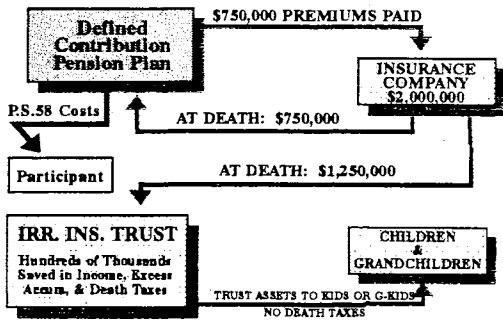 Defined
Contribution
Pension Plan
$750,000 PREMIUMS PAID
INSURANCE
COMPANY
$2,000,000
P.S.58 Costs
AT DEATH: $750,000
Participant
AT DEATH: $1,250,000
IRR. INS. TRUST
Hundreds of Thousands
Saved in Income, Excess
Accum, & Death Taxes
CHILDREN
&
GRANDCHILDREN
TRUST ASSETS TO KIDS OR G-KIDS
NO DEATH TAXES